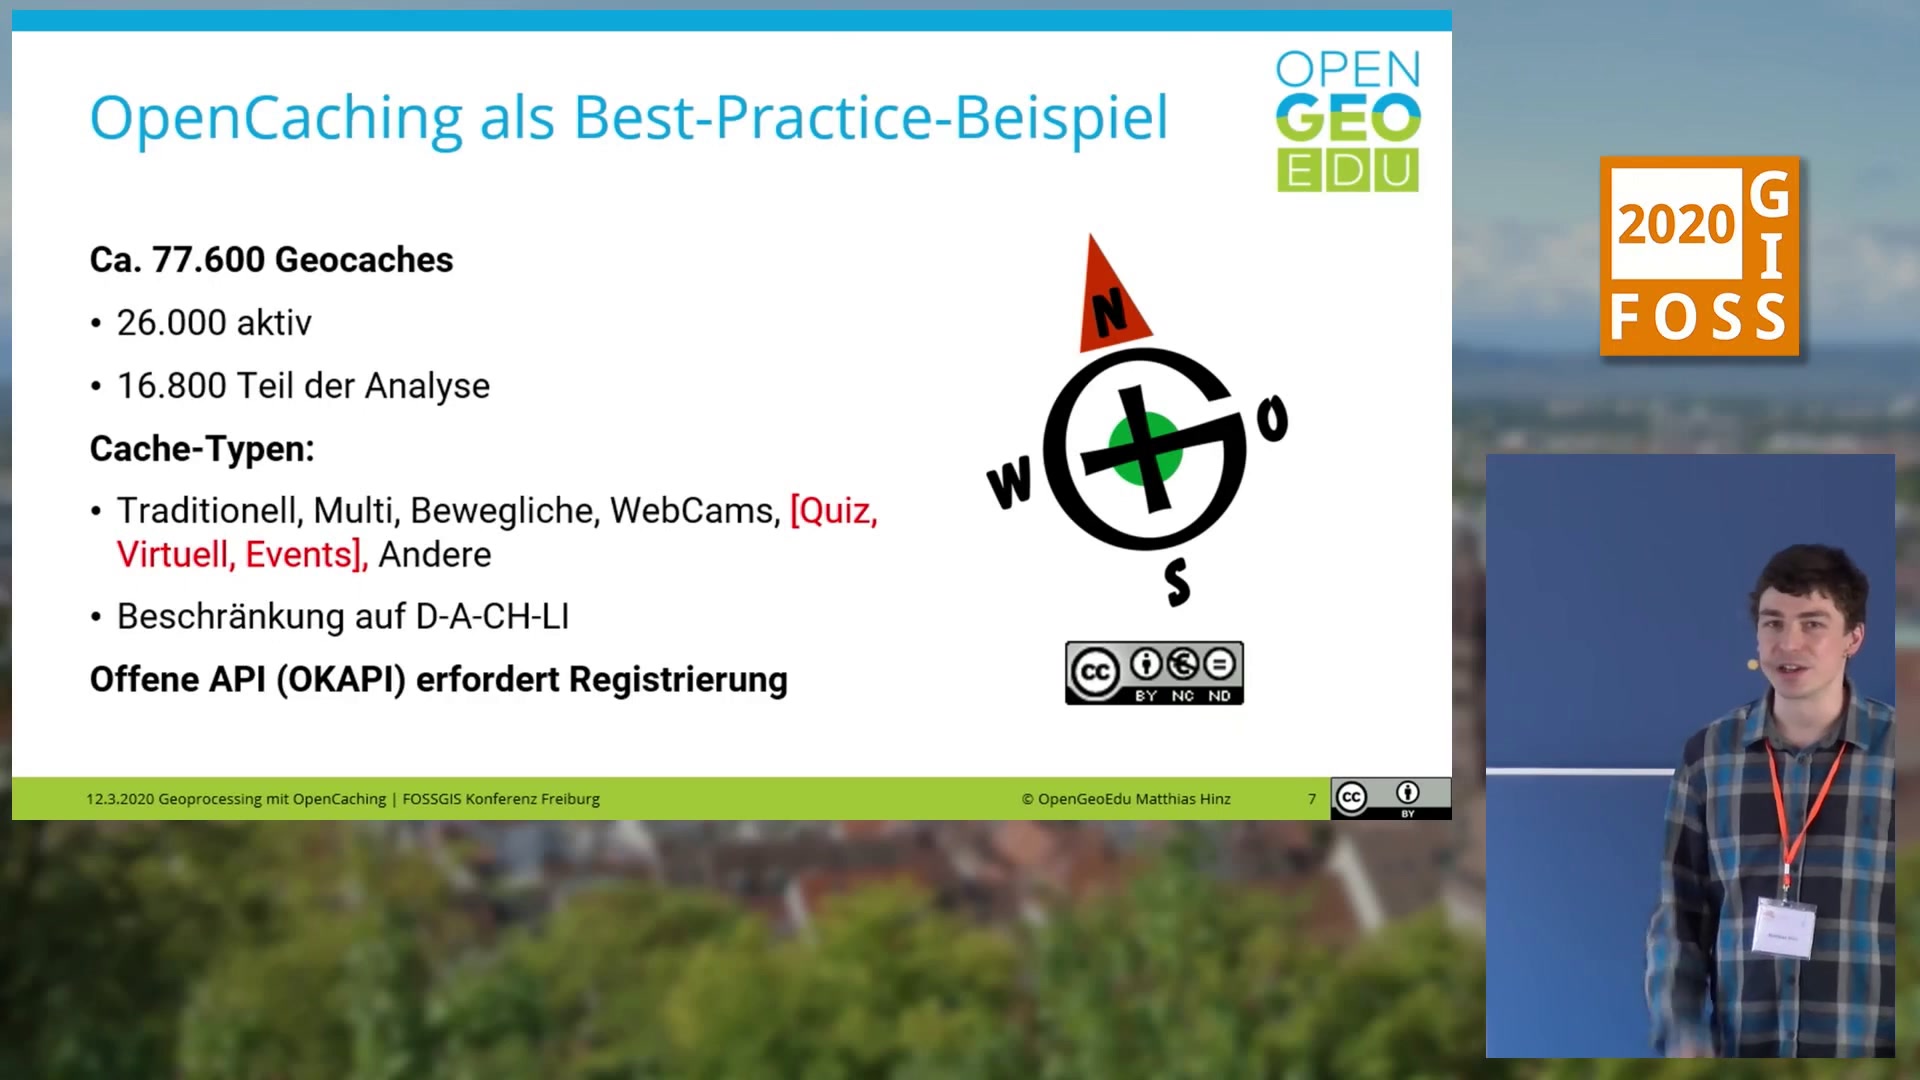 OpenCaching als Best-Practice-Beispiel
OPEN
GEO
EDU
Ca. 77.600 Geocaches
• 26.000 aktiv
• 16.800 Teil der Analyse
Cache-Typen:
• Traditionell, Multi, Bewegliche, WebCams, [Quiz,
Virtuell, Events], Andere
• Beschränkung auf D-A-CH-LI
Offene API (OKAPI) erfordert Registrierung
N
O
W
S
cc
BY NC ND
12.3.2020 Geoprocessing mit OpenCaching | FOSSGIS Konferenz Freiburg
© OpenGeoEdu Matthias Hinz
7
cc
BY
2020
GIS
FOSS